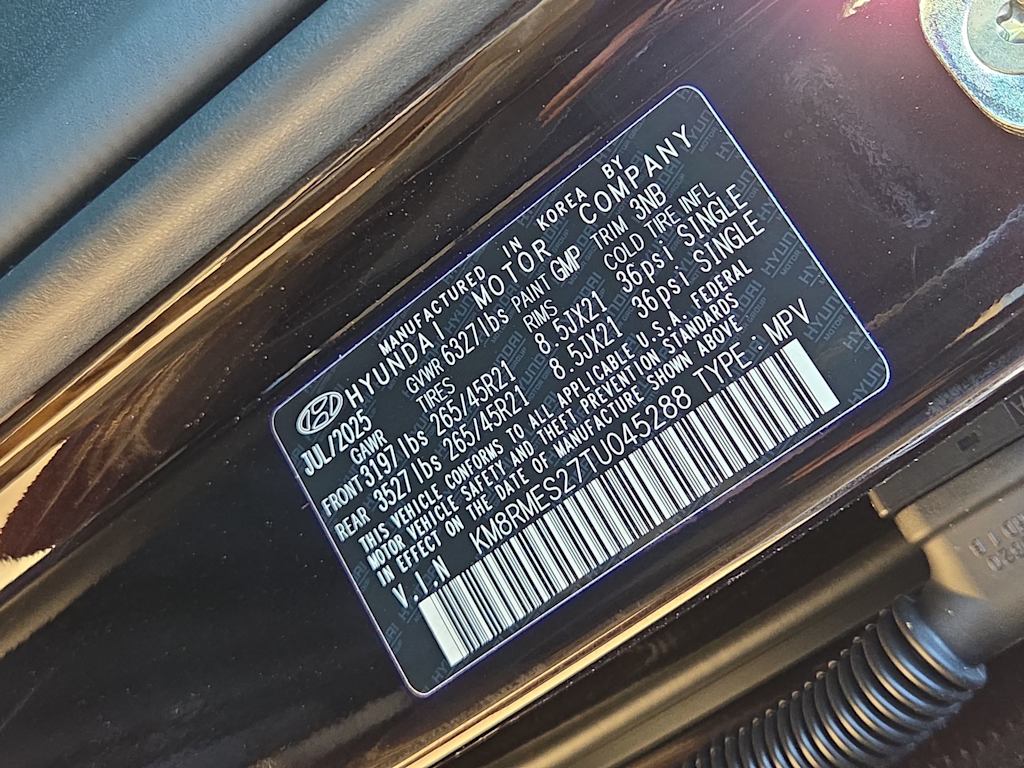 MANUFACTURED IN KOREA BY
HYUNDAI MOTOR COMPANY
JUL/2025 GVWR 6327lbs PAINT GMP TRIM 3NB
GAWR TIRES RIMS COLD TIRE INFL
FRONT 3197lbs 265/45R21 8.5JX21 36psi SINGLE
REAR 3527lbs 265/45R21 8.5JX21 36psi SINGLE
THIS VEHICLE CONFORMS TO ALL APPLICABLE U.S.A. FEDERAL
MOTOR VEHICLE SAFETY AND THEFT PREVENTION STANDARDS
IN EFFECT ON THE DATE OF MANUFACTURE SHOWN ABOVE
V.I.N KM8RMES27TU045288 TYPE : MPV